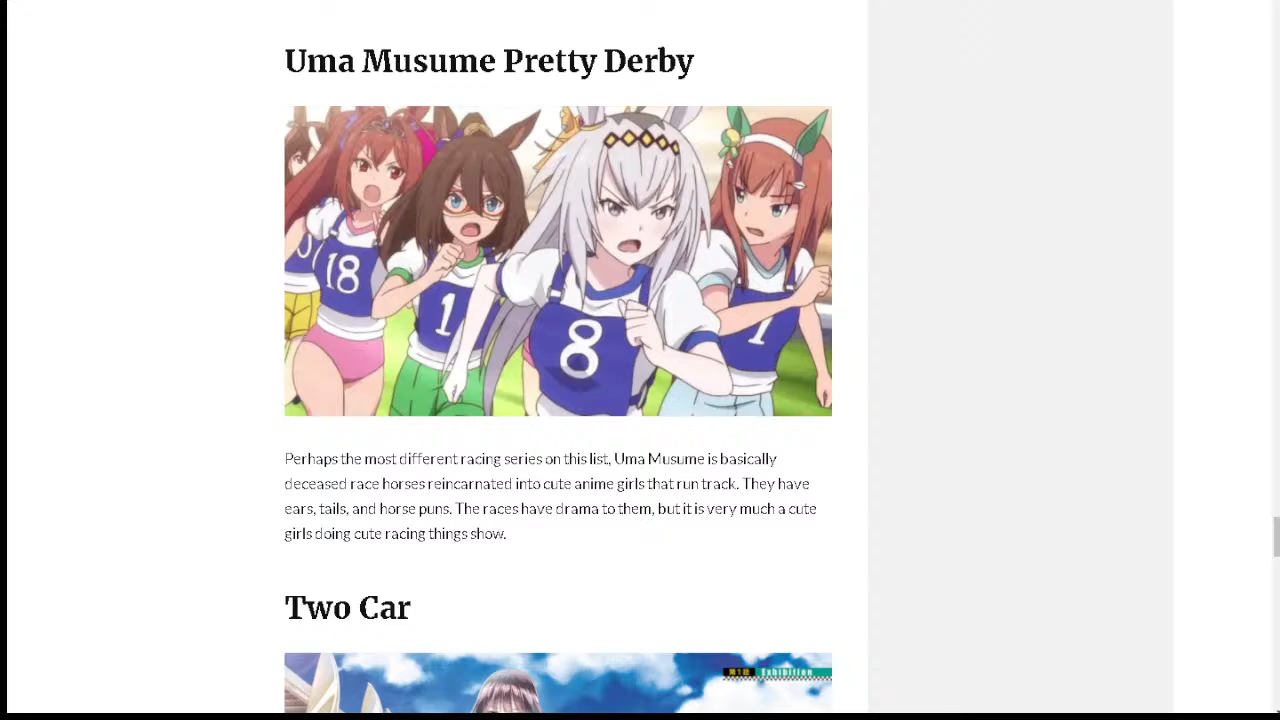 Uma Musume Pretty Derby
18
1
8
1
Perhaps the most different racing series on this list, Uma Musume is basically
deceased race horses reincarnated into cute anime girls that run track. They have
ears, tails, and horse puns. The races have drama to them, but it is very much a cute
girls doing cute racing things show.
Two Car
Exhibition